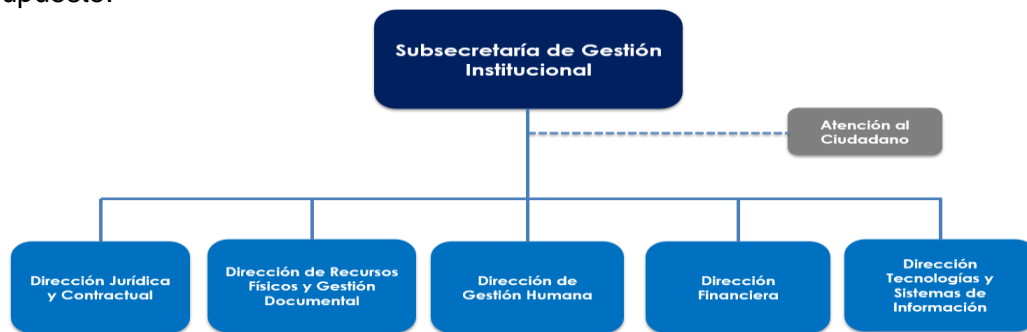 Subsecretaría de Gestión
Institucional
Atención al
Ciudadano
Dirección Jurídica
y Contractual
Dirección de Recursos
Físicos y Gestión
Documental
Dirección de
Gestión Humana
Dirección
Financiera
Dirección
Tecnologías y
Sistemas de
Información